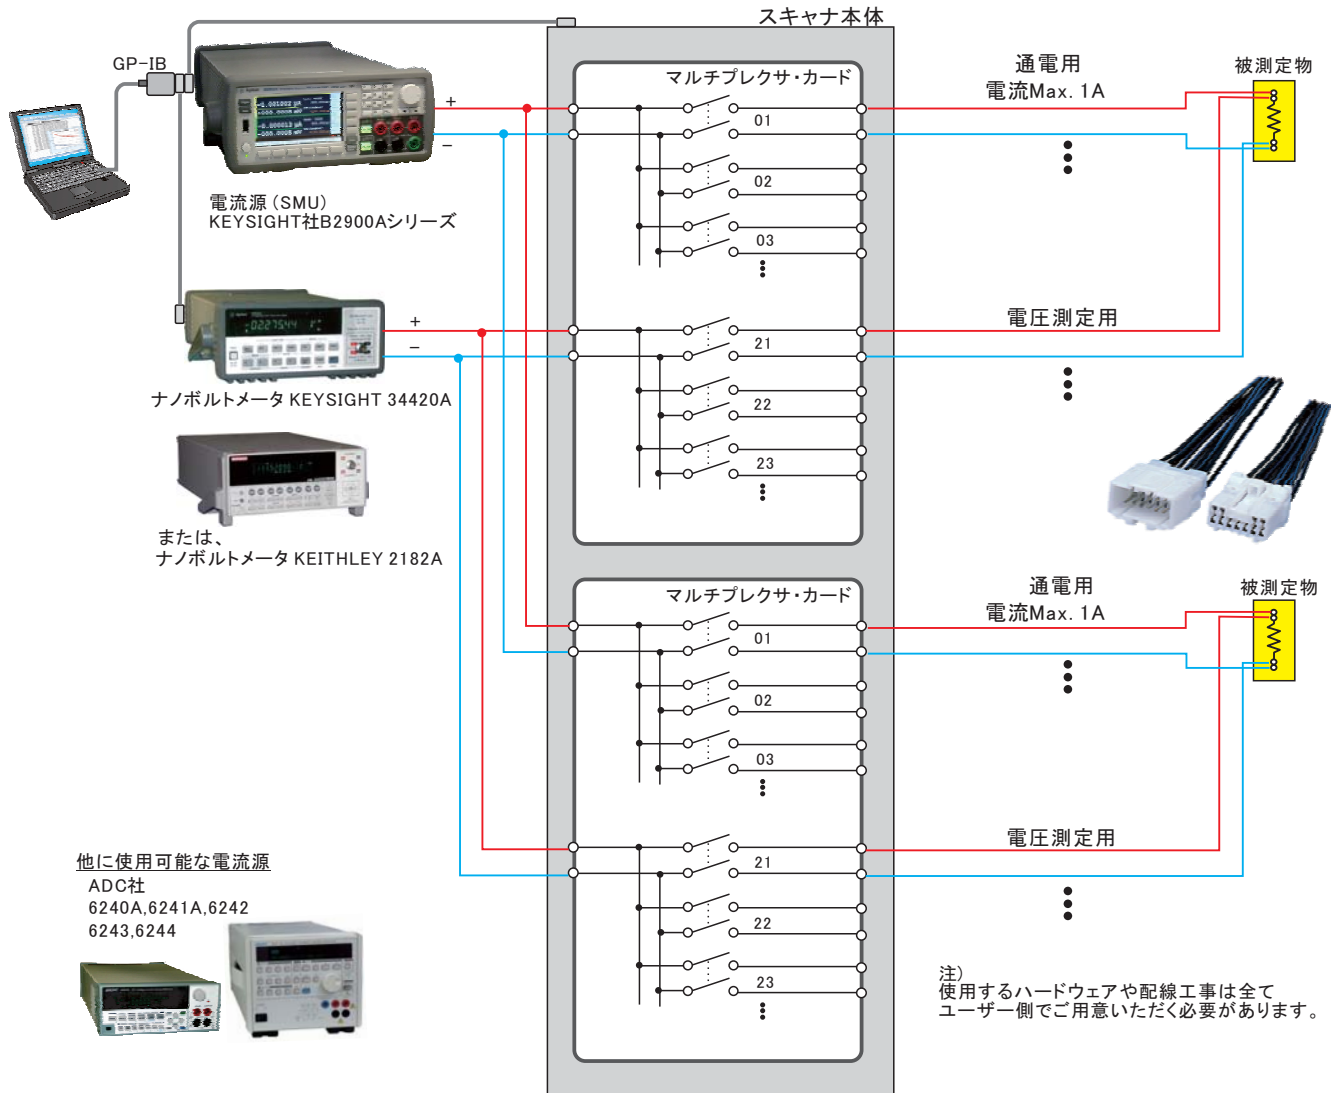 スキャナ本体
GP-IB
マルチプレクサ・カード
通電用
電流Max. 1A
被測定物
+
−
01
02
03
電流源(SMU)
KEYSIGHT社B2900Aシリーズ
+
−
電圧測定用
21
22
23
ナノボルトメータ KEYSIGHT 34420A
または、
ナノボルトメータ KEITHLEY 2182A
マルチプレクサ・カード
通電用
電流Max. 1A
被測定物
01
02
03
電圧測定用
21
22
23
他に使用可能な電流源
ADC社
6240A,6241A,6242
6243,6244
注)
使用するハードウェアや配線工事は全て
ユーザー側でご用意いただく必要があります。